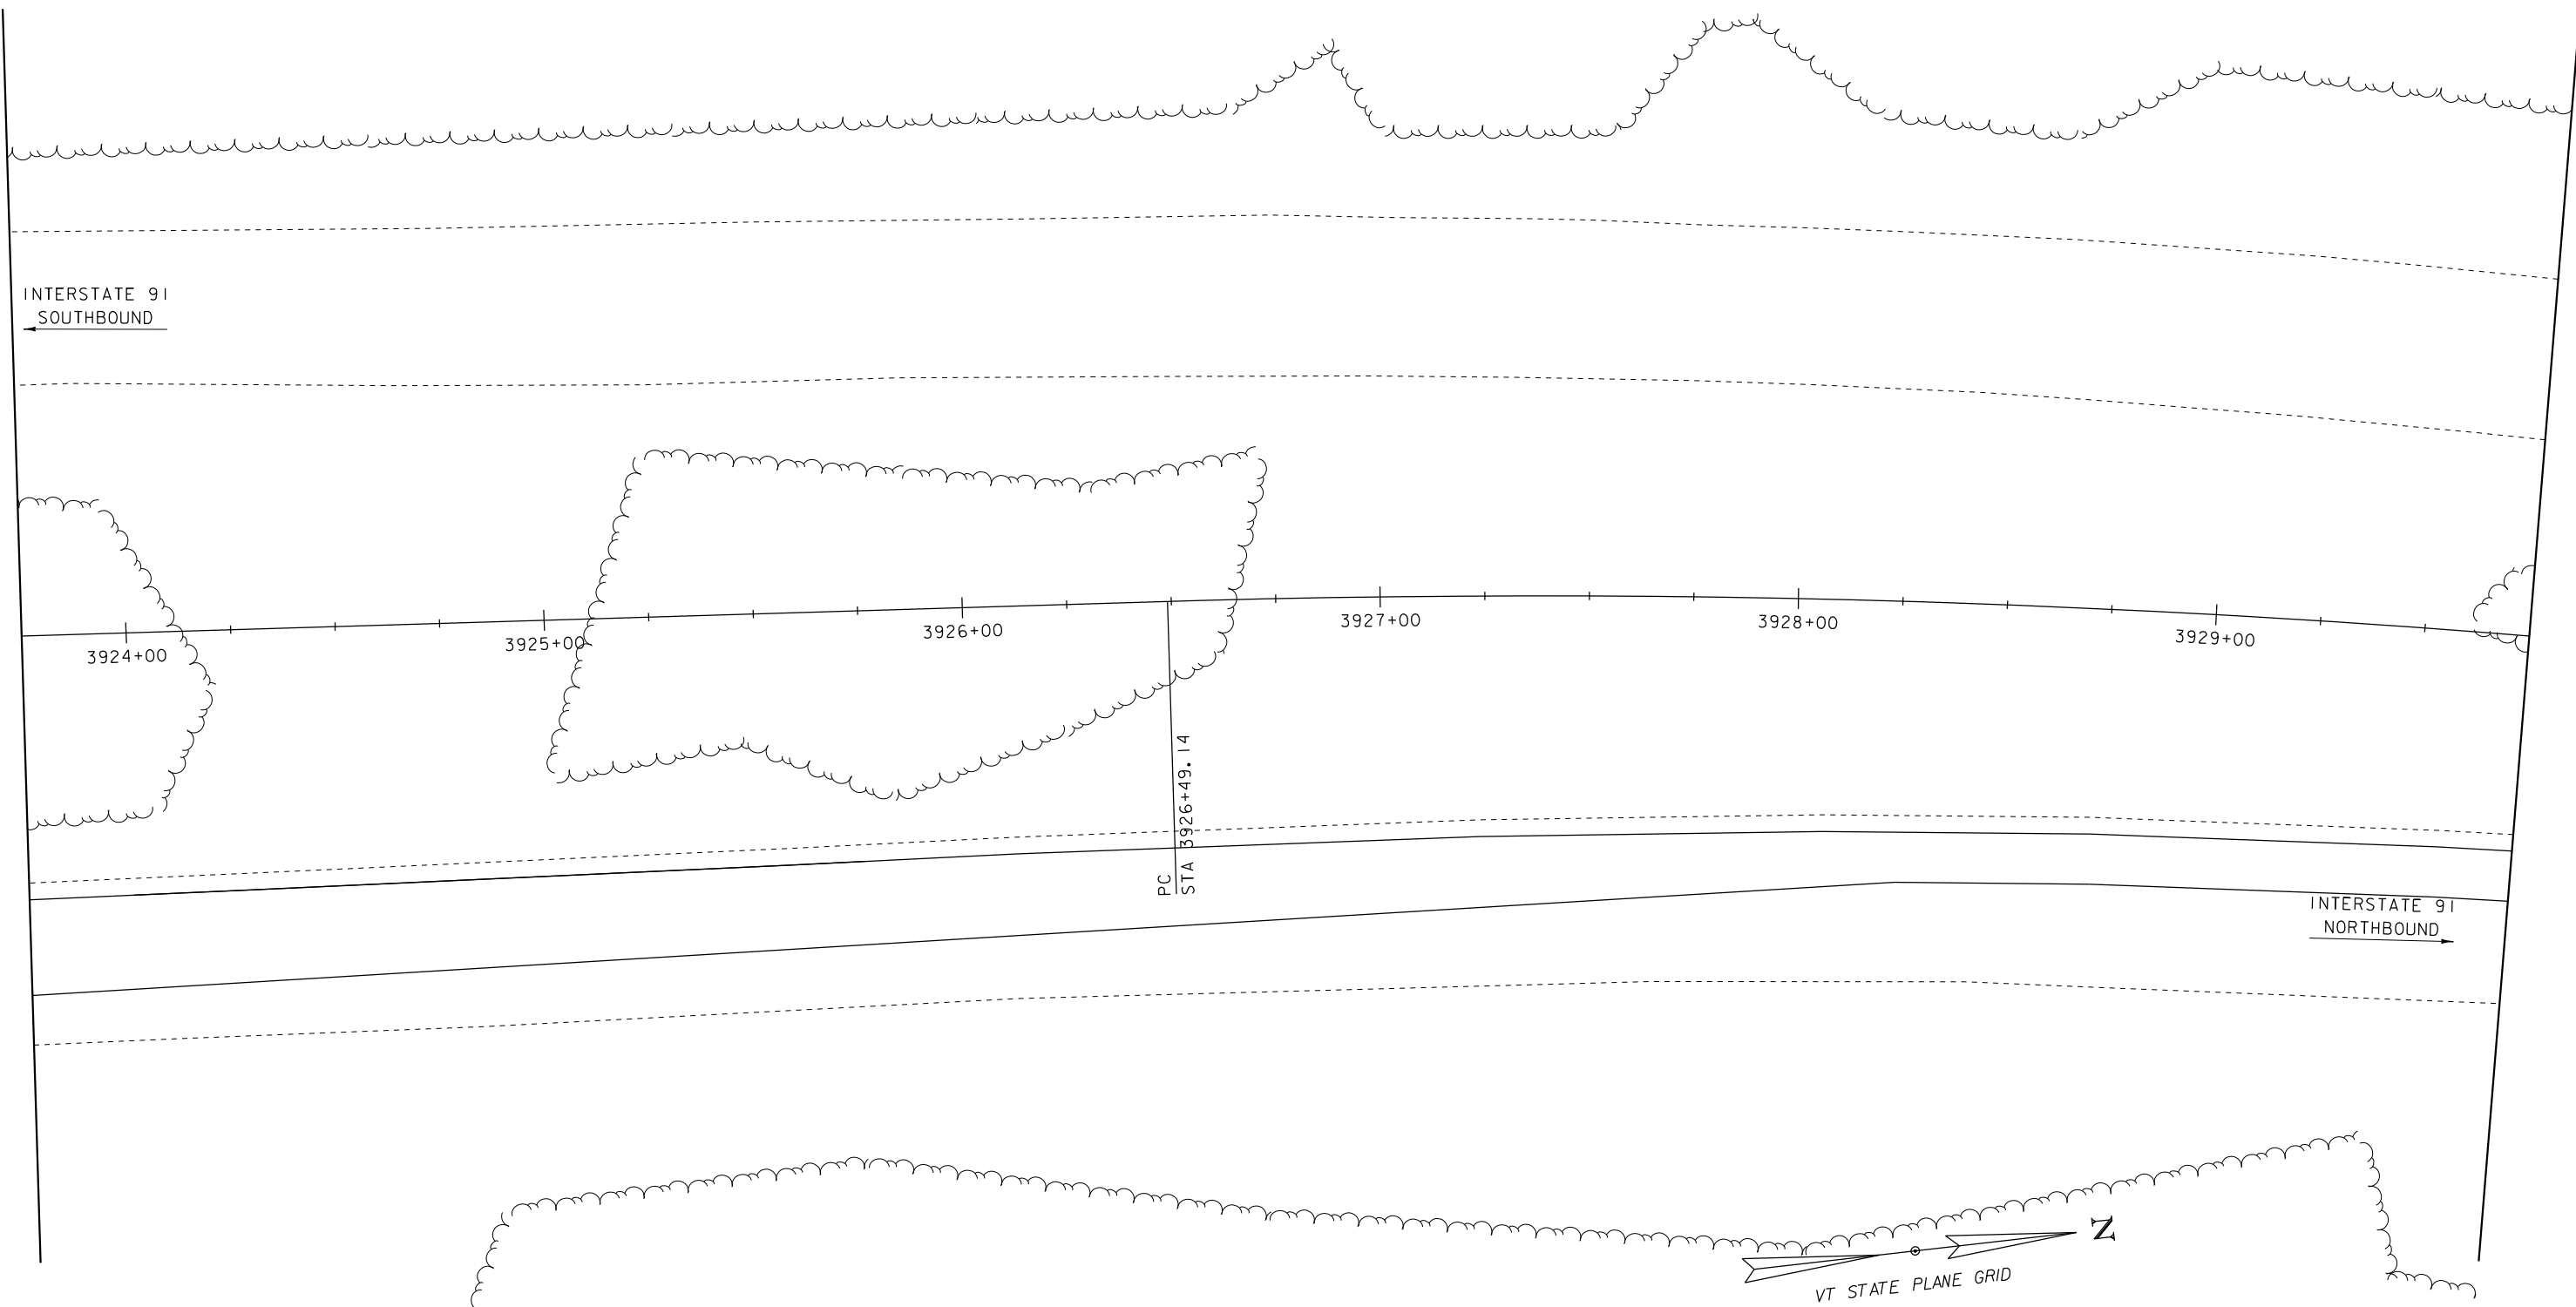 INTERSTATE 91
SOUTHBOUND
3924+00
3925+00
3926+00
3927+00
3928+00
3929+00
PC
STA 3926+49.14
INTERSTATE 91
NORTHBOUND
N
VT STATE PLANE GRID